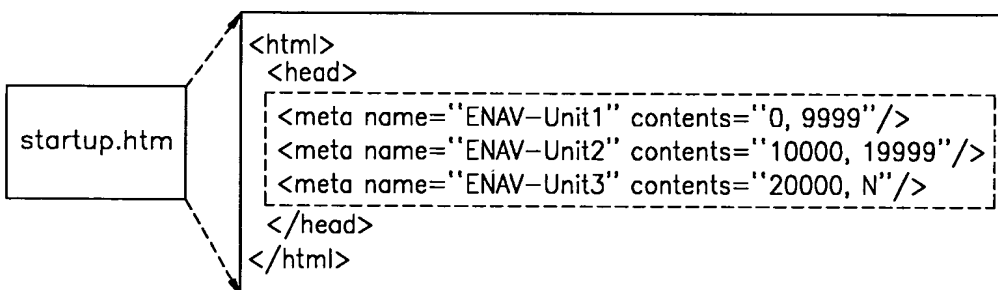 startup.htm
<html>
<head>
<meta name="ENAV-Unit1" contents="0, 9999"/>
<meta name="ENAV-Unit2" contents="10000, 19999"/>
<meta name="ENAV-Unit3" contents="20000, N"/>
</head>
</html>